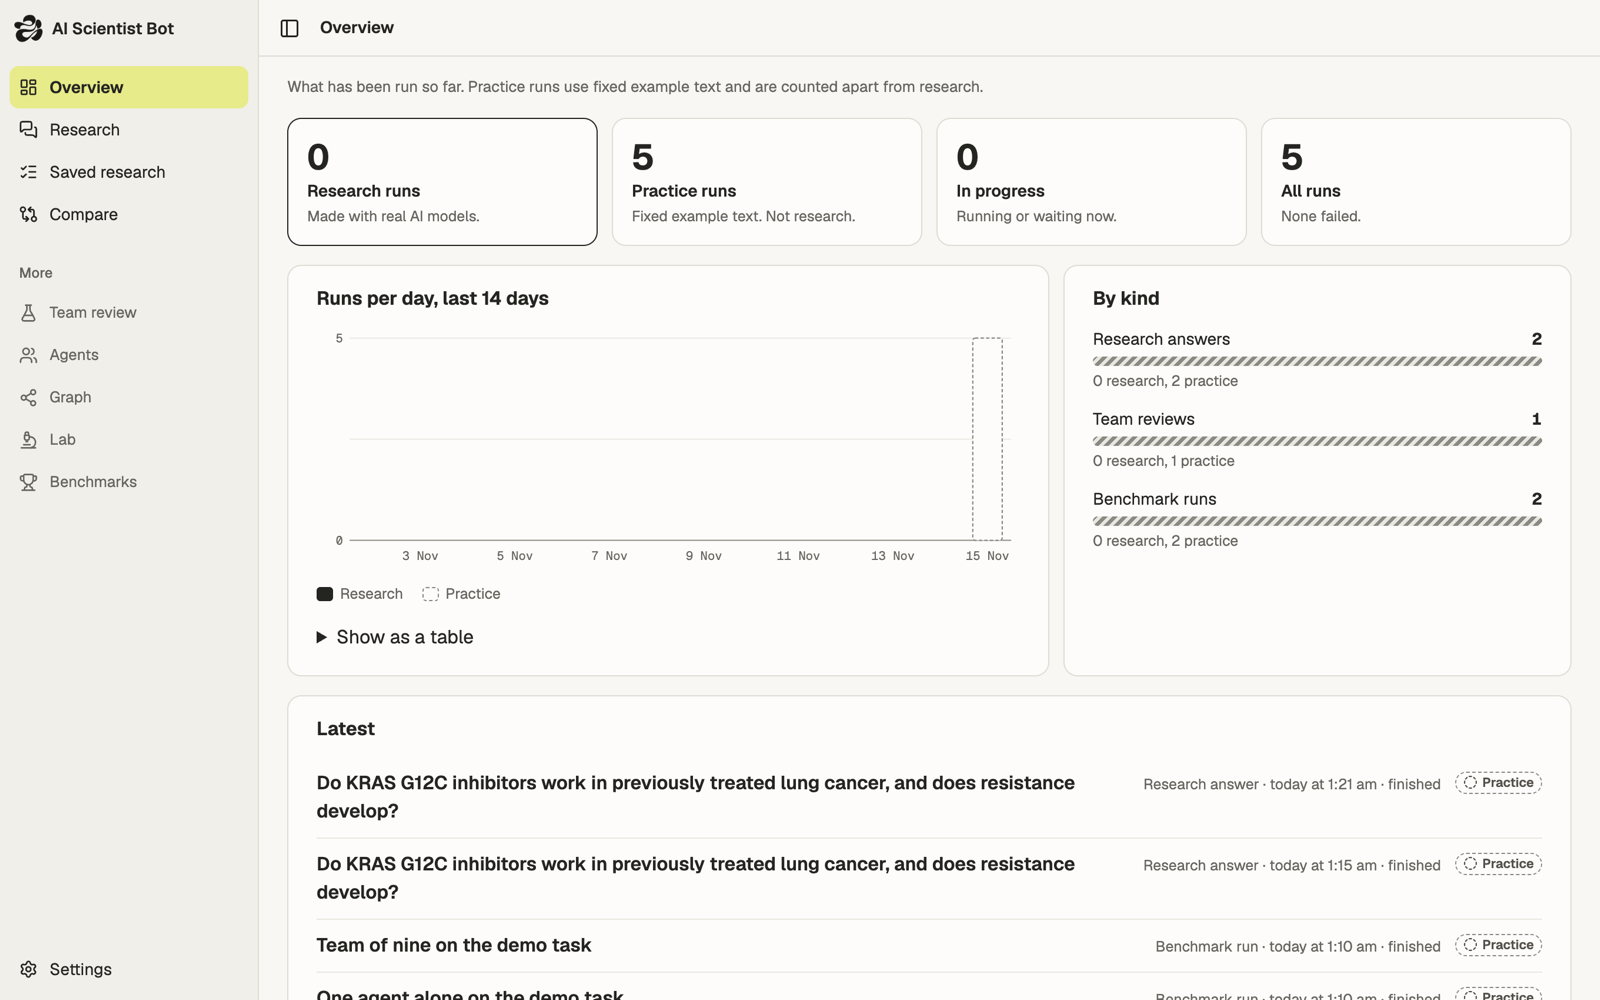 AI Scientist Bot
Overview
Research
Saved research
Compare
More
Team review
Agents
Graph
Lab
Benchmarks
Settings
Overview
What has been run so far. Practice runs use fixed example text and are counted apart from research.
0
Research runs
Made with real AI models.
5
Practice runs
Fixed example text. Not research.
0
In progress
Running or waiting now.
5
All runs
None failed.
Runs per day, last 14 days
5
0
3 Nov 5 Nov 7 Nov 9 Nov 11 Nov 13 Nov 15 Nov
Research Practice
Show as a table
By kind
Research answers 2
0 research, 2 practice
Team reviews 1
0 research, 1 practice
Benchmark runs 2
0 research, 2 practice
Latest
Do KRAS G12C inhibitors work in previously treated lung cancer, and does resistance
develop?
Research answer · today at 1:21 am · finished Practice
Do KRAS G12C inhibitors work in previously treated lung cancer, and does resistance
develop?
Research answer · today at 1:15 am · finished Practice
Team of nine on the demo task
Benchmark run · today at 1:10 am · finished Practice
One agent alone on the demo task
Benchmark run · today at 1:10 am · finished Practice